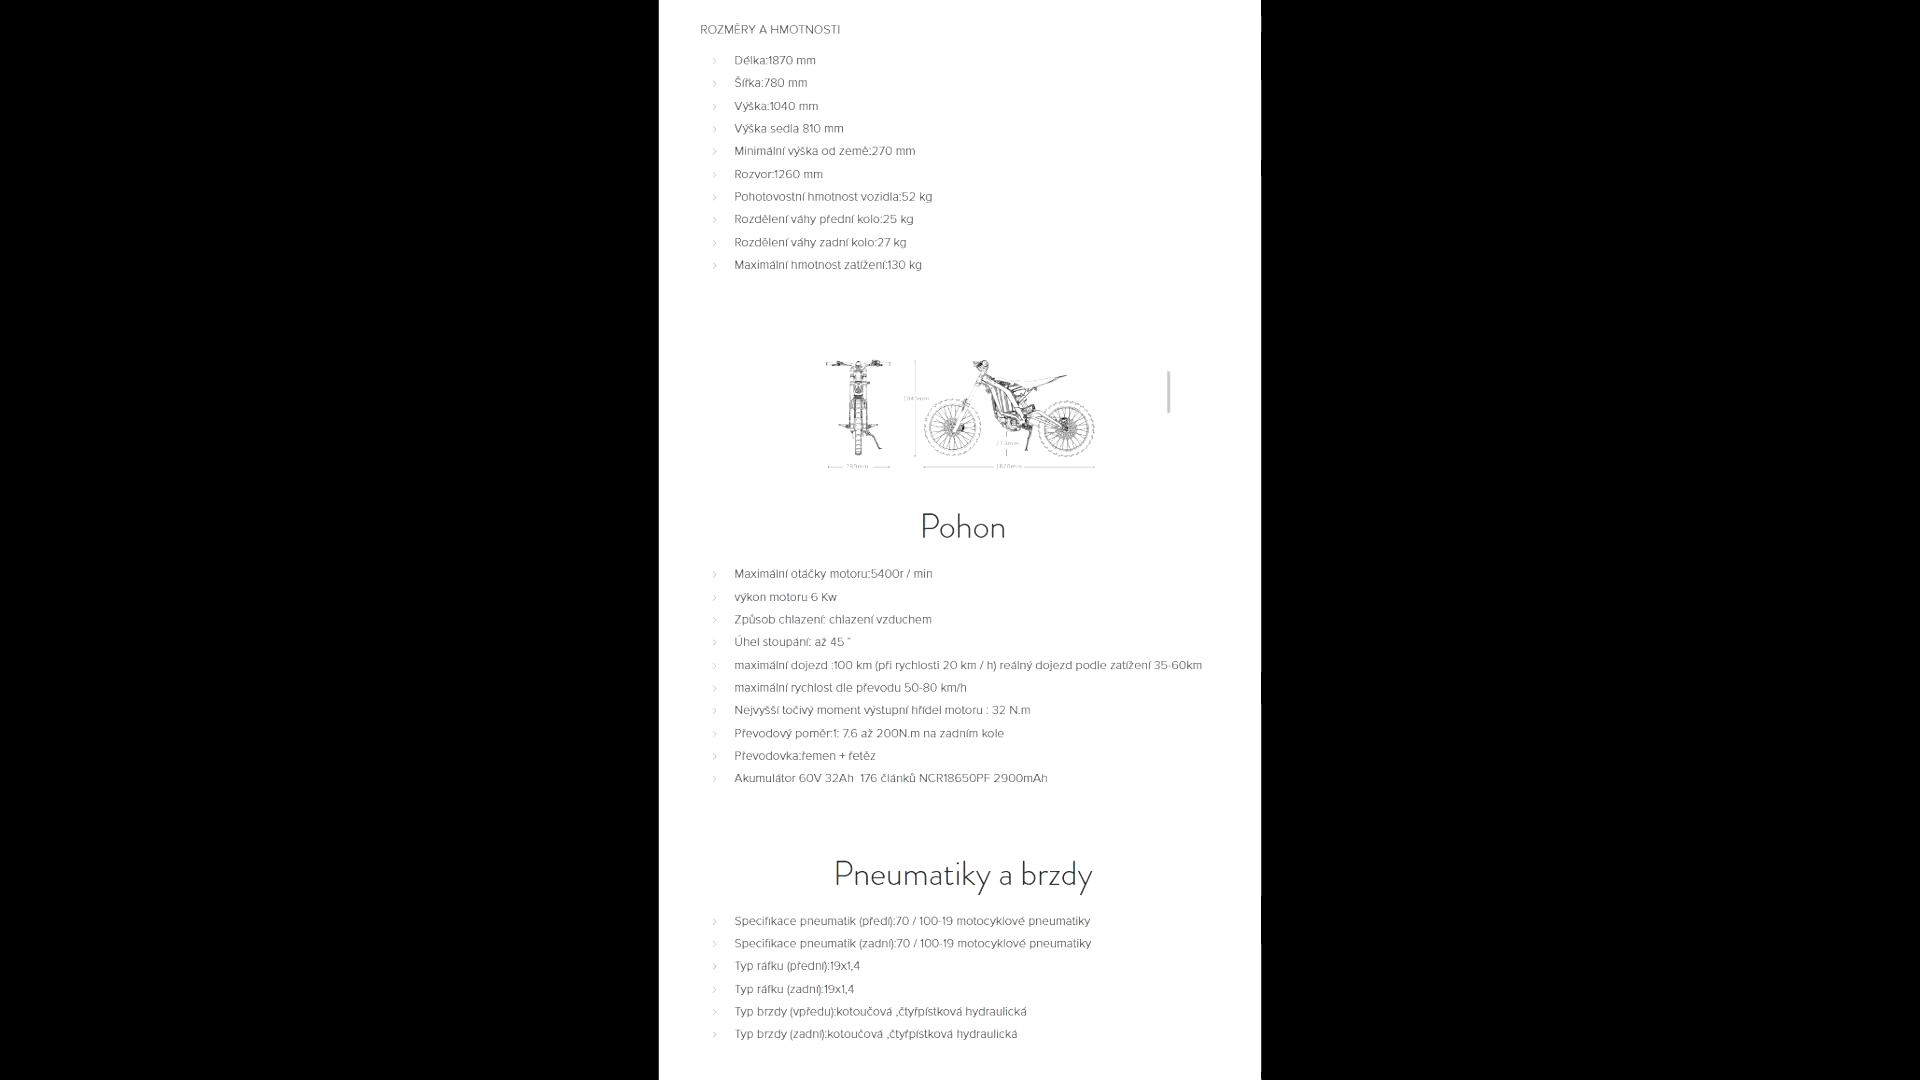 ROZMĚRY A HMOTNOSTI
Délka:1870 mm
Šířka:780 mm
Výška:1040 mm
Výška sedla 810 mm
Minimální výška od země:270 mm
Rozvor:1260 mm
Pohotovostní hmotnost vozidla:52 kg
Rozdělení váhy přední kolo:25 kg
Rozdělení váhy zadní kolo:27 kg
Maximální hmotnost zatížení:130 kg
1040mm
270mm
780mm
1870mm
Pohon
Maximální otáčky motoru:5400r / min
výkon motoru 6 Kw
Způsob chlazení: chlazení vzduchem
Úhel stoupání: až 45 °
maximální dojezd :100 km (při rychlosti 20 km / h) reálný dojezd podle zatížení 35-60km
maximální rychlost dle převodu 50-80 km/h
Nejvyšší točivý moment výstupní hřídel motoru : 32 N.m
Převodový poměr:1: 7.6 až 200N.m na zadním kole
Převodovka:řemen + řetěz
Akumulátor 60V 32Ah 176 článků NCR18650PF 2900mAh
Pneumatiky a brzdy
Specifikace pneumatik (předí):70 / 100-19 motocyklové pneumatiky
Specifikace pneumatik (zadní):70 / 100-19 motocyklové pneumatiky
Typ ráfku (přední):19x1,4
Typ ráfku (zadní):19x1,4
Typ brzdy (vpředu):kotoučová ,čtyřpístková hydraulická
Typ brzdy (zadní):kotoučová ,čtyřpístková hydraulická